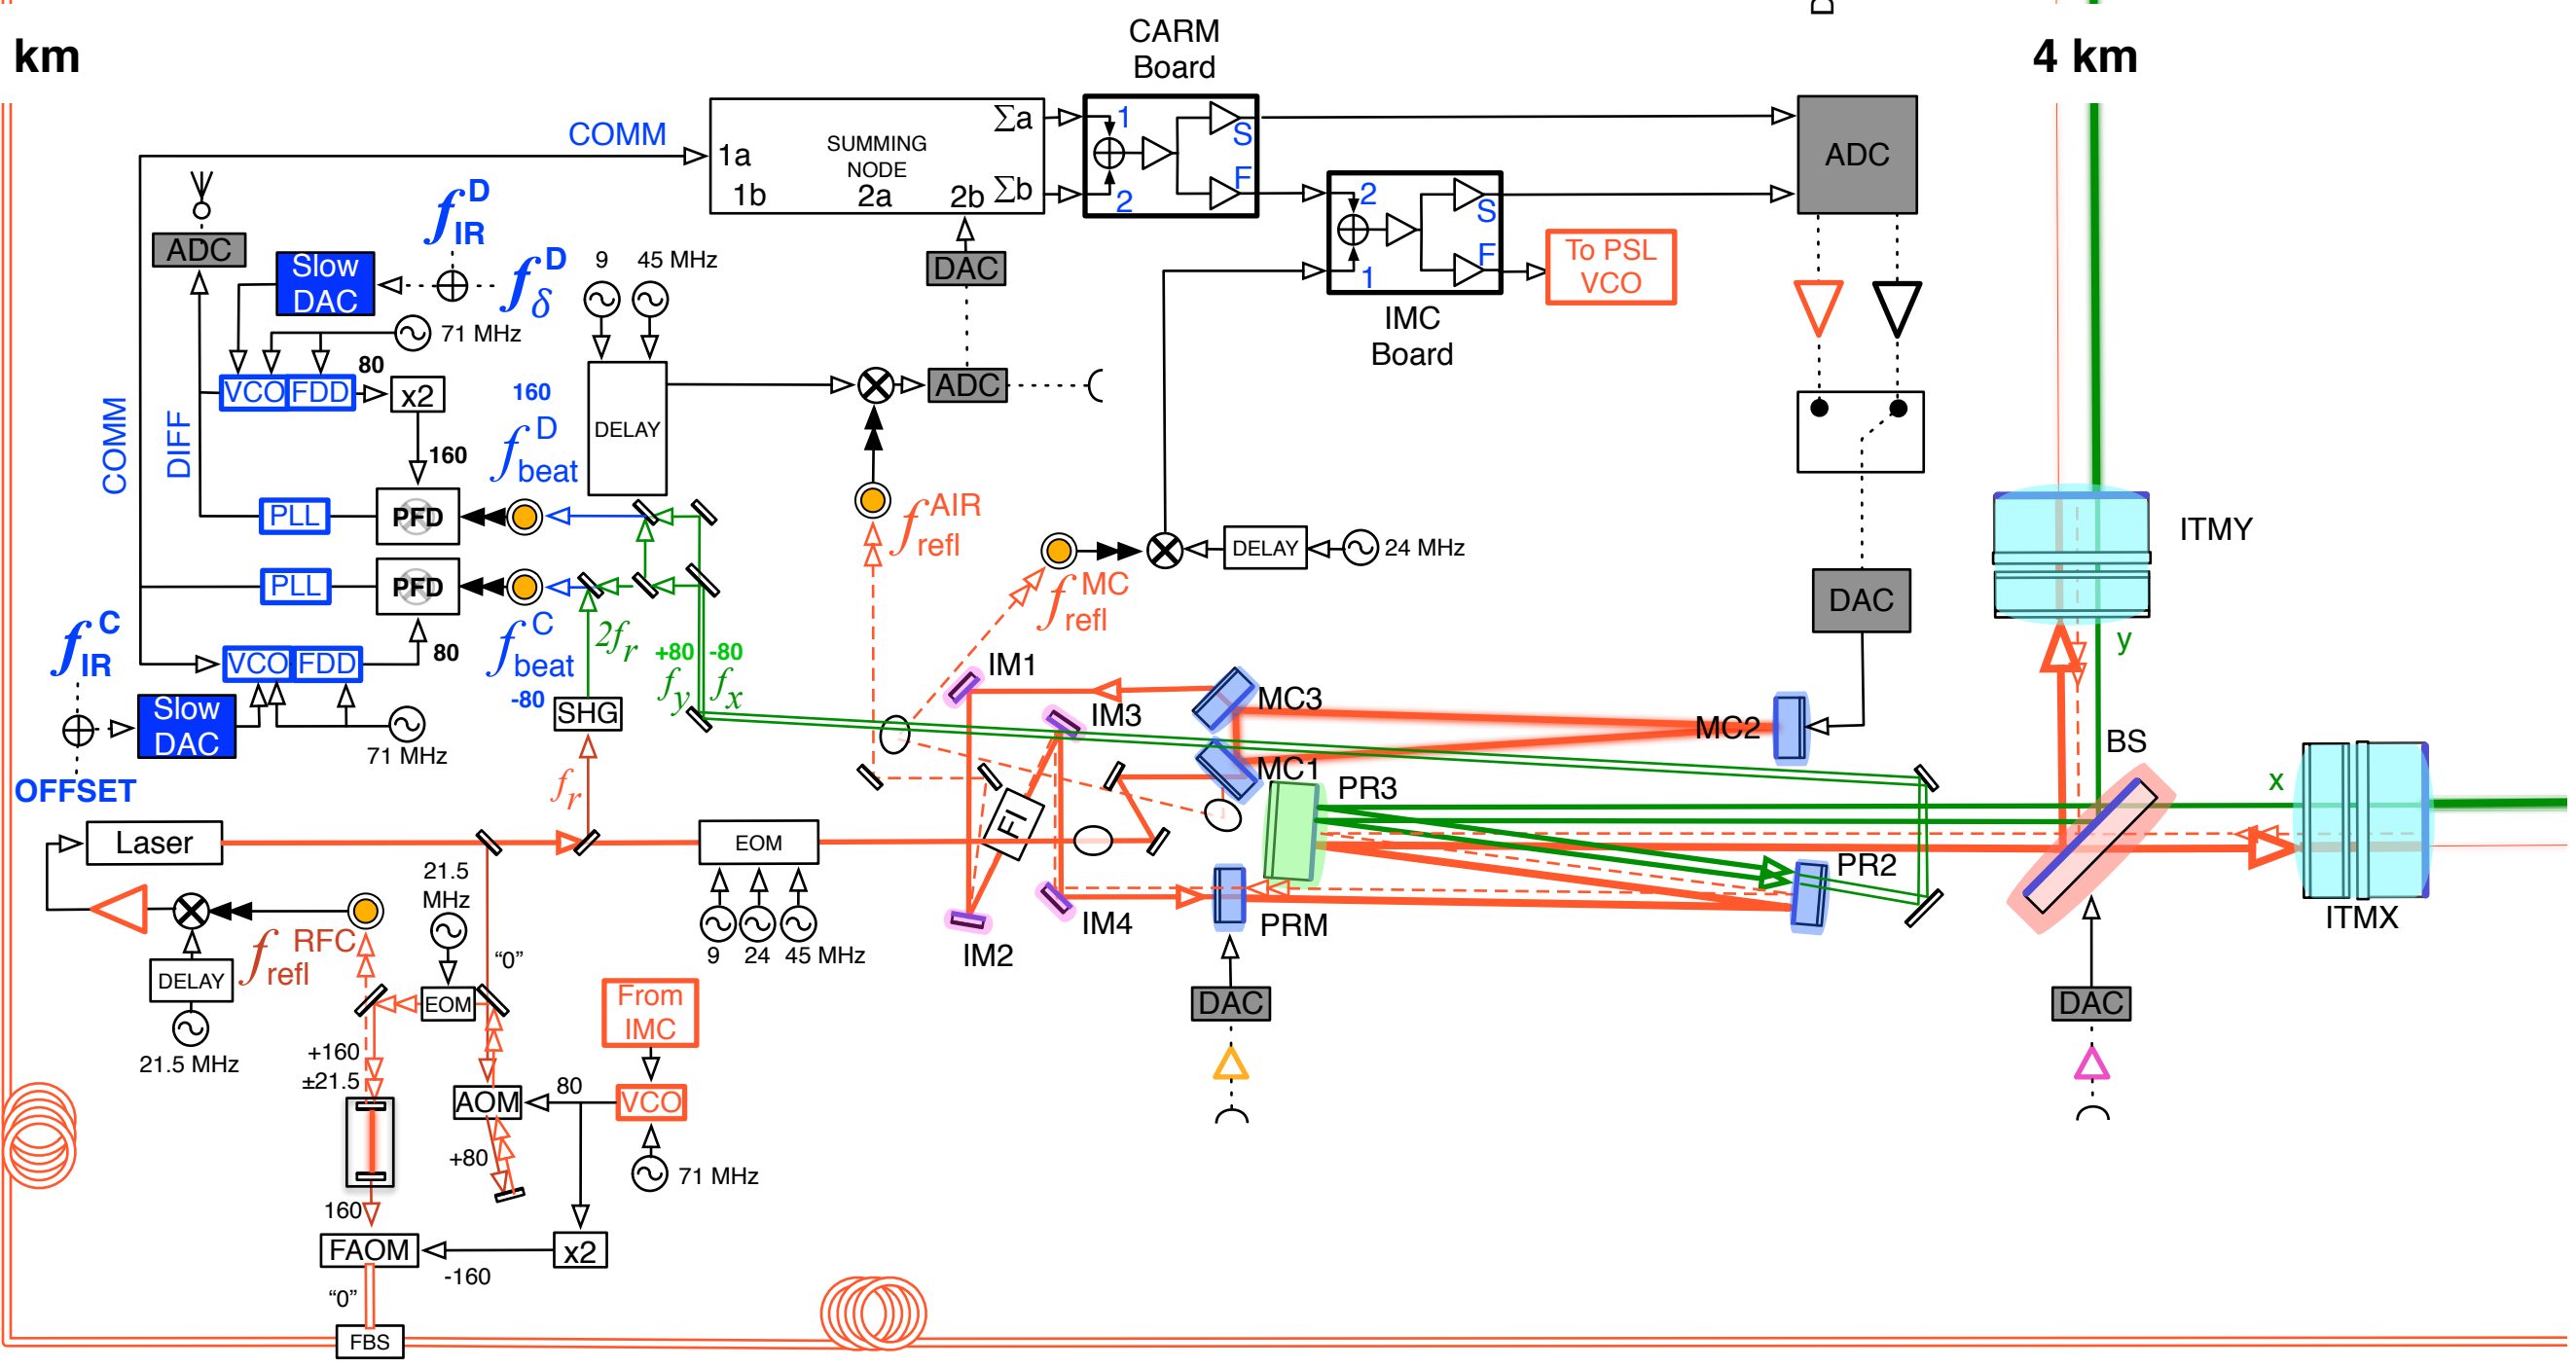 km
4 km
CARM
Board
D
COMM
1a
SUMMING
NODE
1b
2a
2b
Σa
Σb
1
2
S
F
ADC
2
1
S
F
To PSL
VCO
IMC
Board
ADC
f D IR
Slow
DAC
f D δ
9
45 MHz
DAC
71 MHz
VCO
FDD
80
x2
160
f D beat
DELAY
ADC
COMM
DIFF
160
PLL
PFD
f AIR refl
DELAY
24 MHz
DAC
ITMY
PLL
PFD
f MC refl
f C IR
VCO
FDD
80
f C beat
-80
2f r
+80
-80
f y
f x
y
Slow
DAC
71 MHz
SHG
IM1
IM3
MC3
MC2
BS
OFFSET
f r
MC1
PR3
x
Laser
EOM
FI
PR2
21.5
MHz
f RFC refl
9
24
45 MHz
IM2
IM4
PRM
ITMX
DELAY
"0"
EOM
From
IMC
DAC
DAC
21.5 MHz
+160
±21.5
AOM
80
VCO
+80
71 MHz
160
FAOM
-160
x2
"0"
FBS